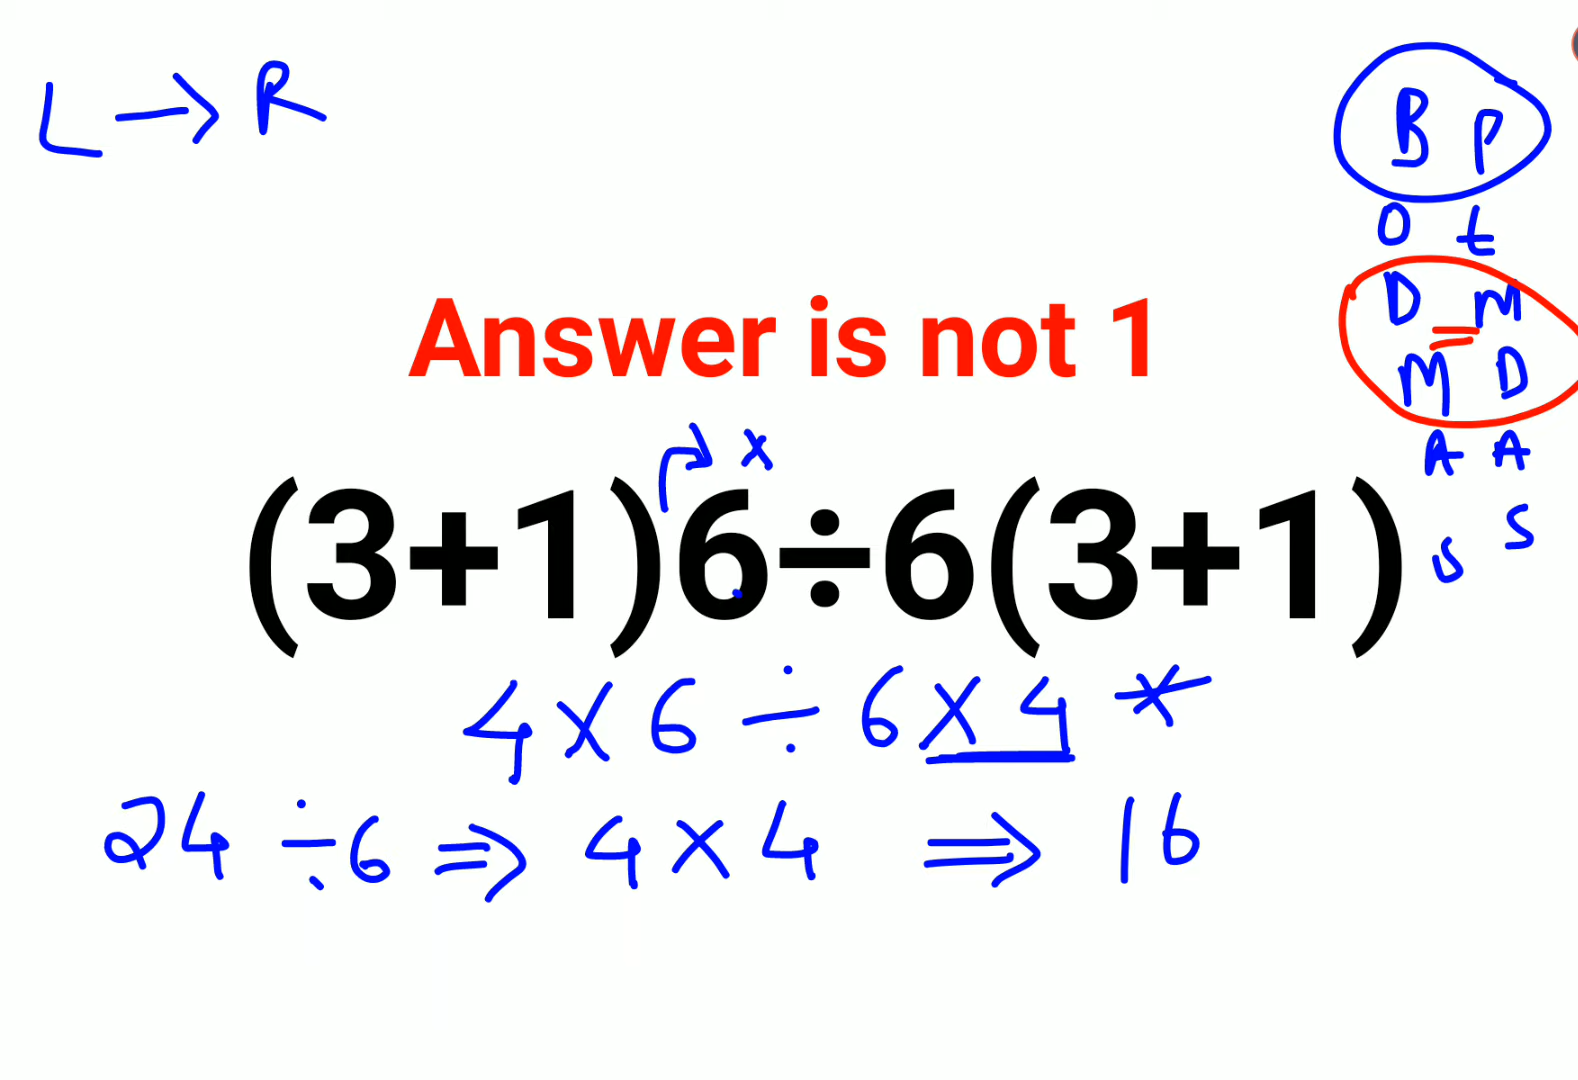 L → R
B P
O E
D = M
M D
A A
S S
Answer is not 1
×
(3+1)6÷6(3+1)
4 × 6 ÷ 6 × 4 *
24 ÷ 6 ⇒ 4 × 4 ⇒ 16